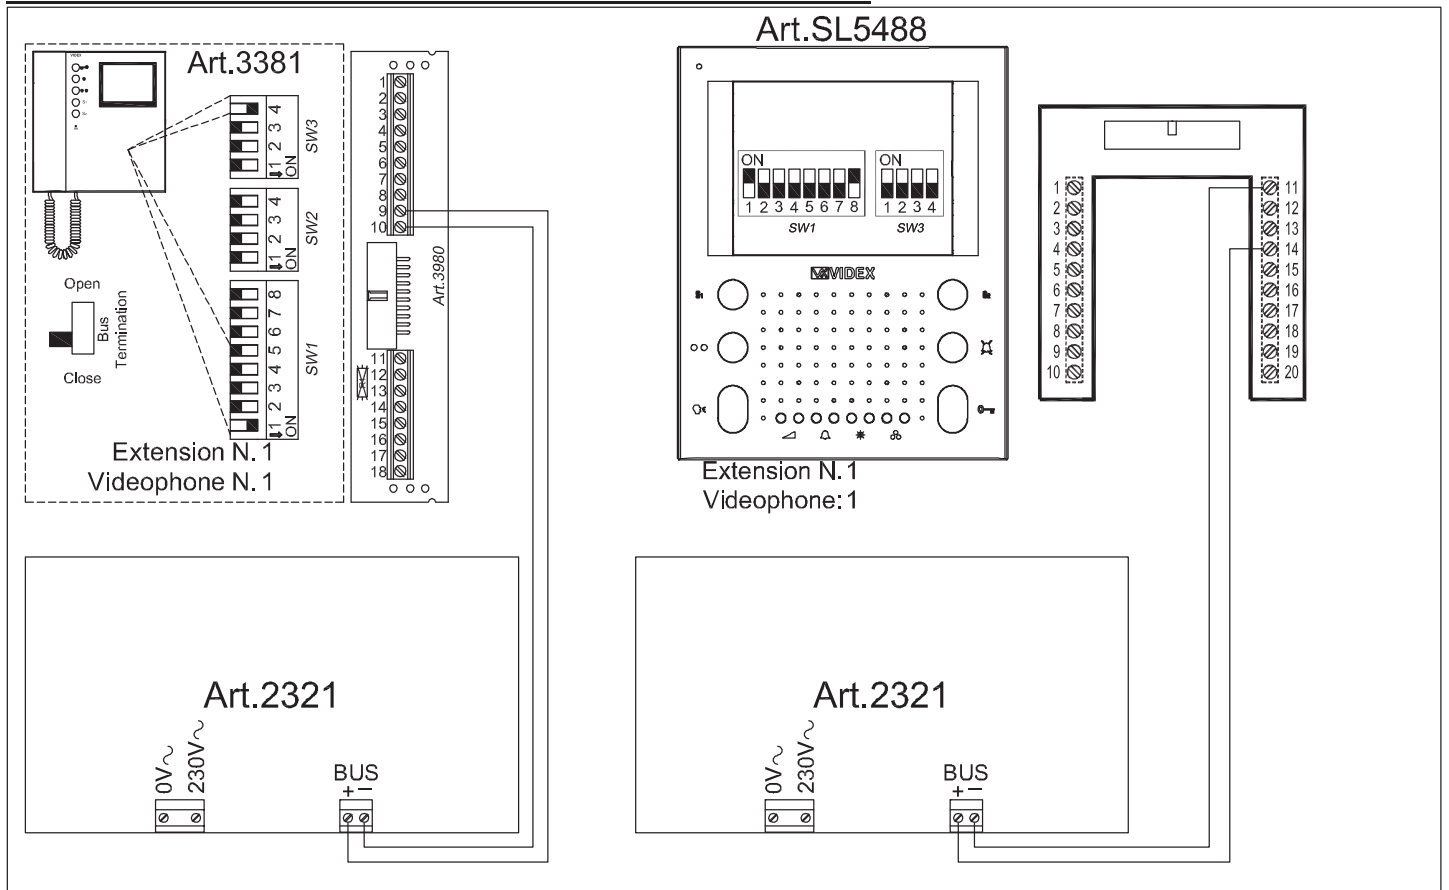 Art.3381
4
3
2
1
ON
SW3
4
3
2
1
ON
SW2
8
7
6
5
4
3
2
1
ON
SW1
Open
Bus
Termination
Close
Extension N. 1
Videophone N. 1
1
2
3
4
5
6
7
8
9
10
Art.3980
11
12
13
14
15
16
17
18
Art.SL5488
ON
1 2 3 4 5 6 7 8
SW1
ON
1 2 3 4
SW3
VIDEX
Extension N. 1
Videophone: 1
1
2
3
4
5
6
7
8
9
10
11
12
13
14
15
16
17
18
19
20
Art.2321
0V~
230V~
BUS
+ –
Art.2321
0V~
230V~
BUS
+ –